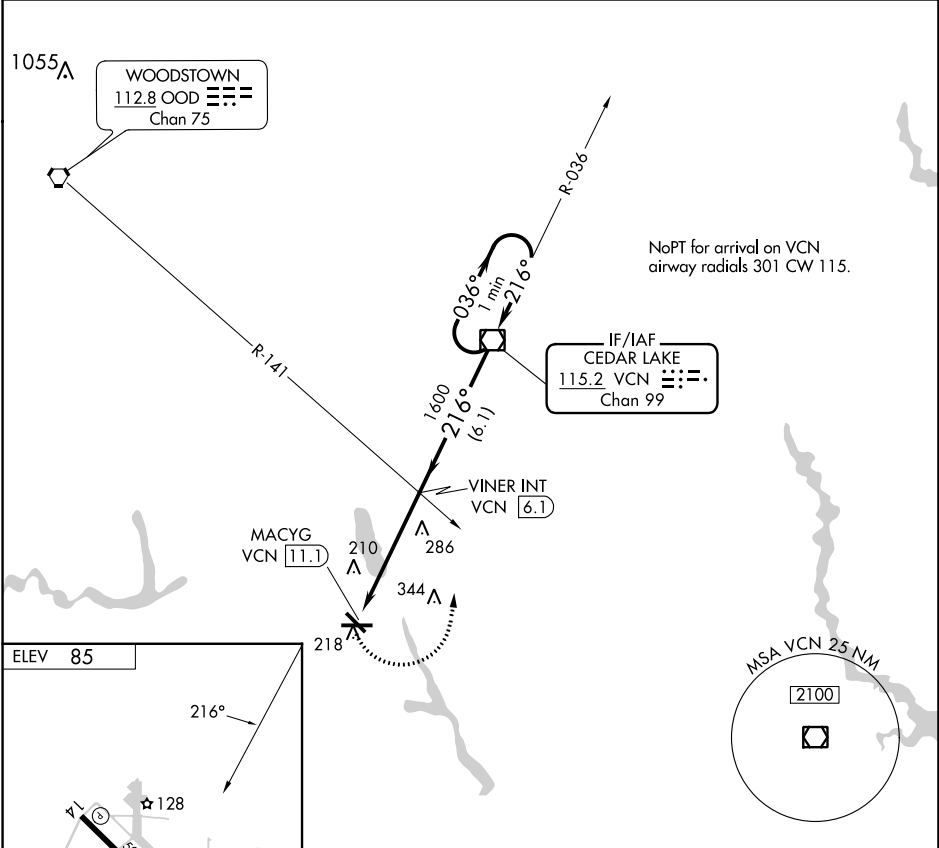 1055
WOODSTOWN
112.8 OOD
Chan 75
R-036
NoPT for arrival on VCN
airway radials 301 CW 115.
036°
1 min
216°
IF/IAF
CEDAR LAKE
115.2 VCN
Chan 99
R-141
1600
216°
(6.1)
VINER INT
VCN 6.1
MACYG
VCN 11.1
210
286
344
218
ELEV 85
MSA VCN 25 NM
2100
216°
128
14
P